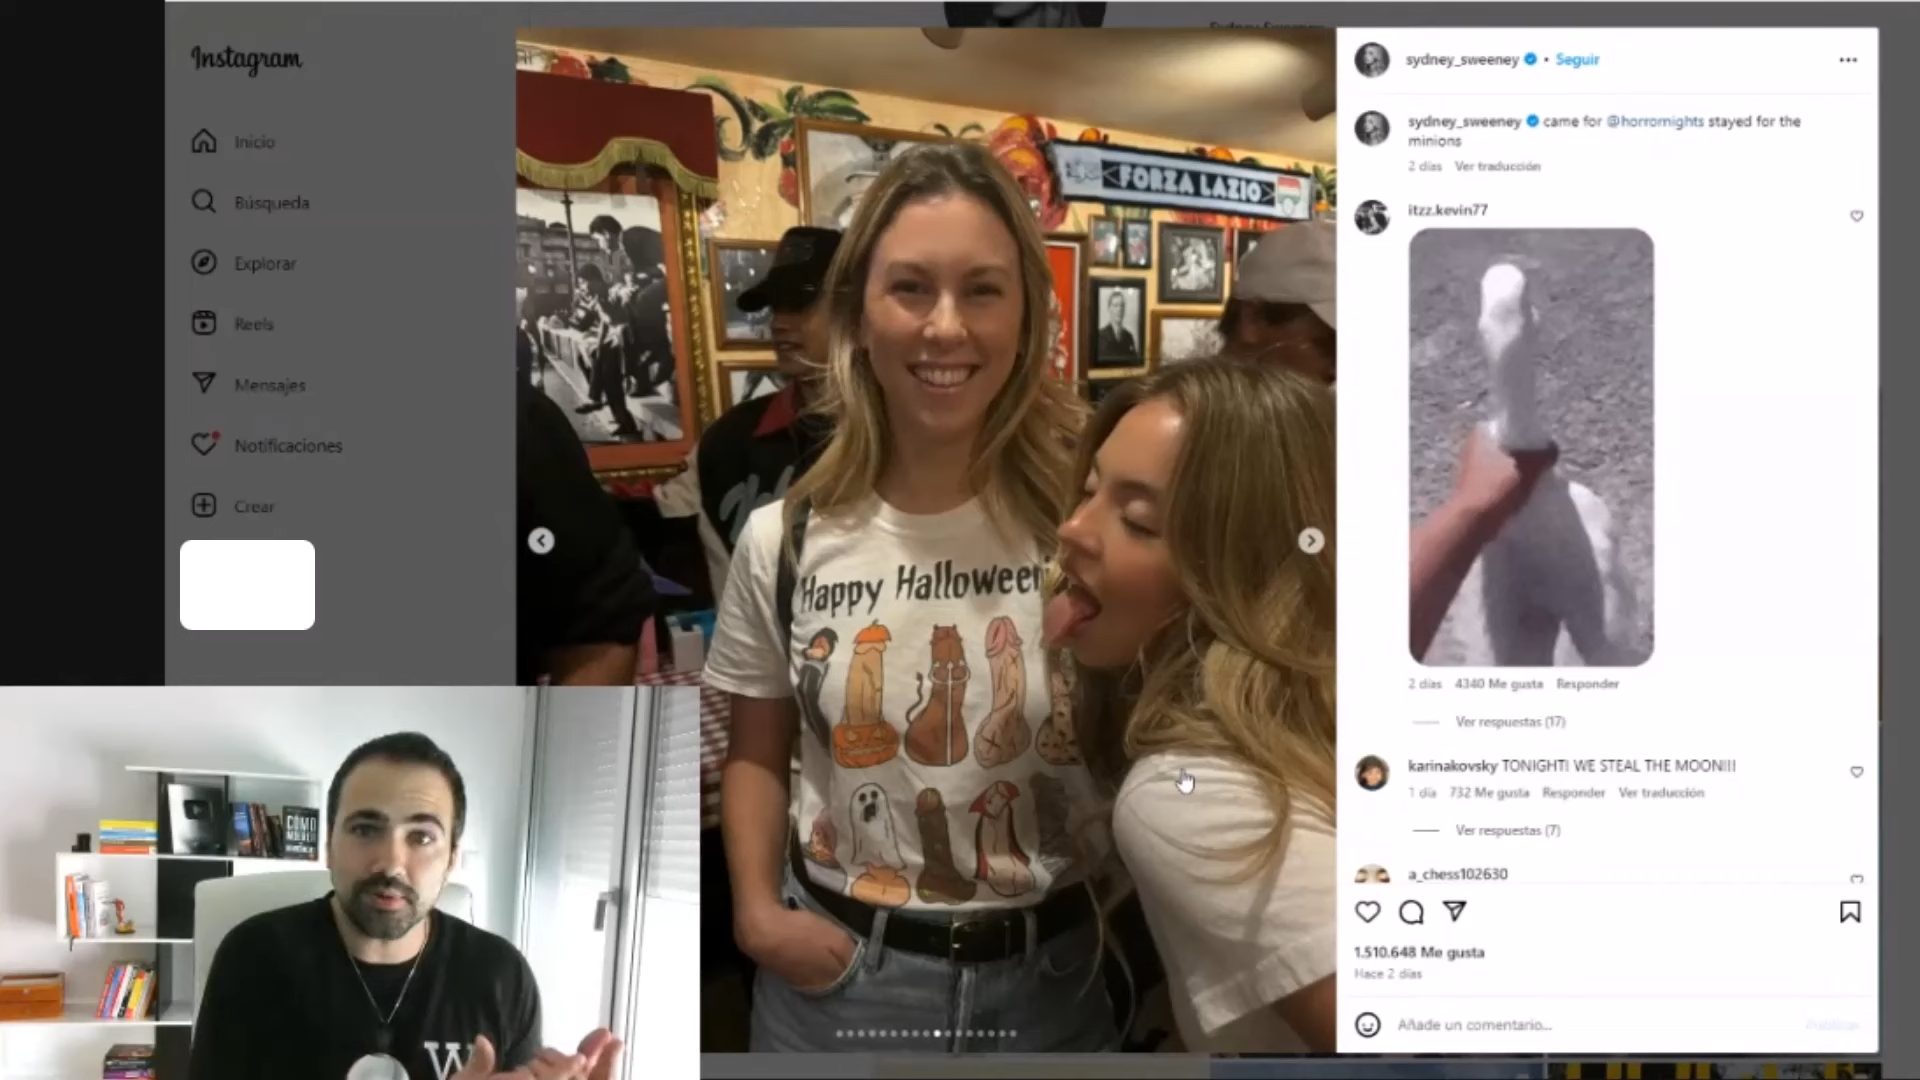 Instagram
Inicio
Búsqueda
Explorar
Reels
Mensajes
Notificaciones
Crear
FORZA LAZIO
Happy Halloween
CÓMO
W
sydney_sweeney • Seguir
sydney_sweeney came for @horrornights stayed for the
minions
2 días Ver traducción
itzz.kevin77
2 días 4340 Me gusta Responder
Ver respuestas (17)
karinakovsky TONIGHT! WE STEAL THE MOON!!!
1 día 732 Me gusta Responder Ver traducción
Ver respuestas (7)
a_chess102630
1.510.648 Me gusta
Hace 2 días
Añade un comentario...
Publicar